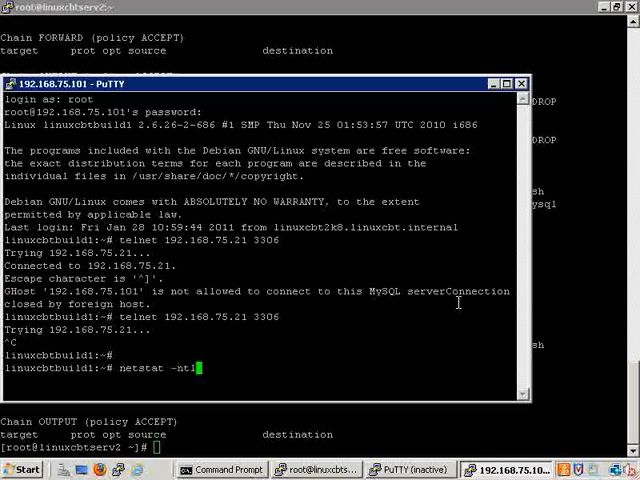 root@linuxcbtserv2:~
Chain FORWARD (policy ACCEPT)
target prot opt source destination
192.168.75.101 - PuTTY
login as: root
root@192.168.75.101's password:
Linux linuxcbtbuild1 2.6.26-2-686 #1 SMP Thu Nov 25 01:53:57 UTC 2010 i686
The programs included with the Debian GNU/Linux system are free software;
the exact distribution terms for each program are described in the
individual files in /usr/share/doc/*/copyright.
Debian GNU/Linux comes with ABSOLUTELY NO WARRANTY, to the extent
permitted by applicable law.
Last login: Fri Jan 28 10:59:44 2011 from linuxcbt2k8.linuxcbt.internal
linuxcbtbuild1:~# telnet 192.168.75.21 3306
Trying 192.168.75.21...
Connected to 192.168.75.21.
Escape character is '^]'.
GHost '192.168.75.101' is not allowed to connect to this MySQL serverConnection
closed by foreign host.
linuxcbtbuild1:~# telnet 192.168.75.21 3306
Trying 192.168.75.21...
^C
linuxcbtbuild1:~#
linuxcbtbuild1:~# netstat -ntl
DROP
DROP
sh
mysql
sh
Chain OUTPUT (policy ACCEPT)
target prot opt source destination
[root@linuxcbtserv2 ~]#
Start
Command Prompt
root@linuxcbtserv...
PuTTY (inactive)
192.168.75.10...